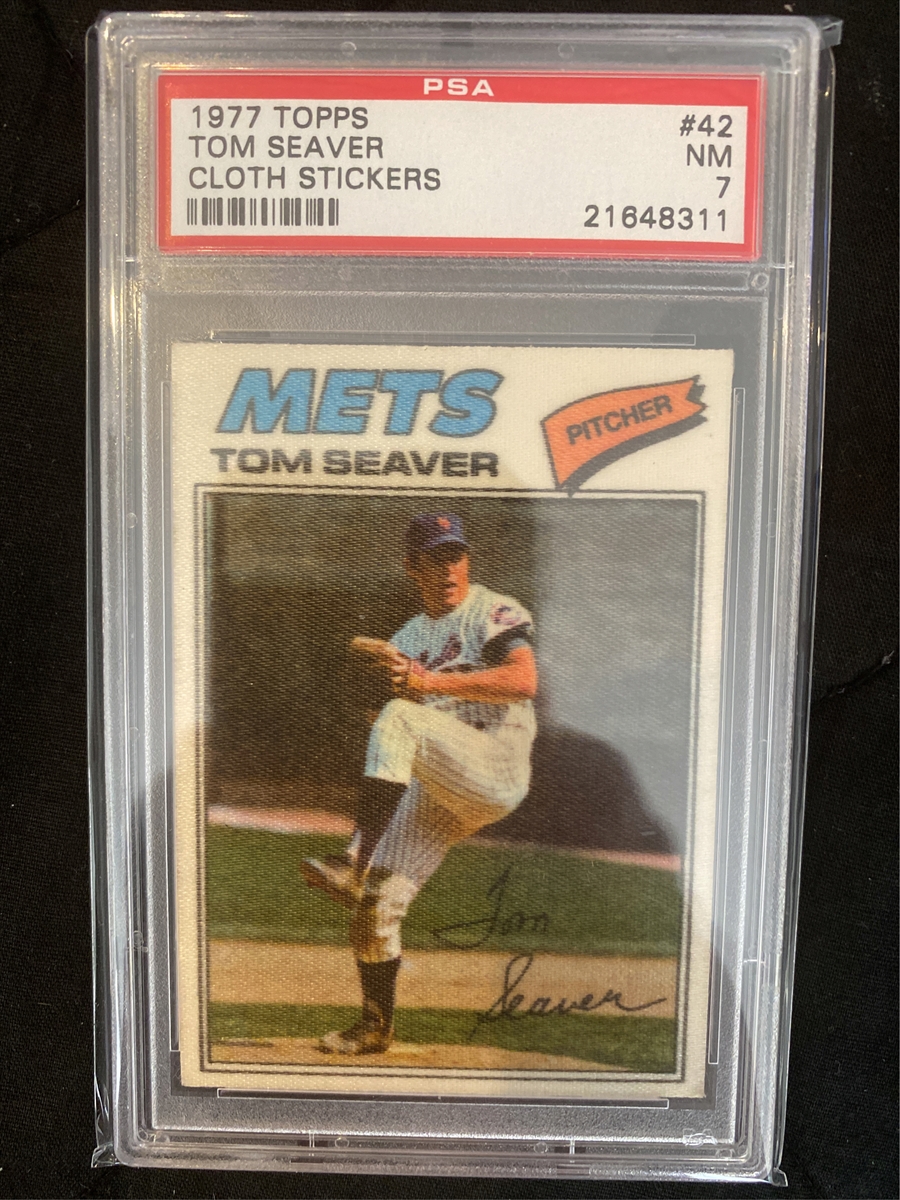 PSA
1977 TOPPS #42
TOM SEAVER NM
CLOTH STICKERS 7
21648311
METS
TOM SEAVER
PITCHER
Tom
Seaver